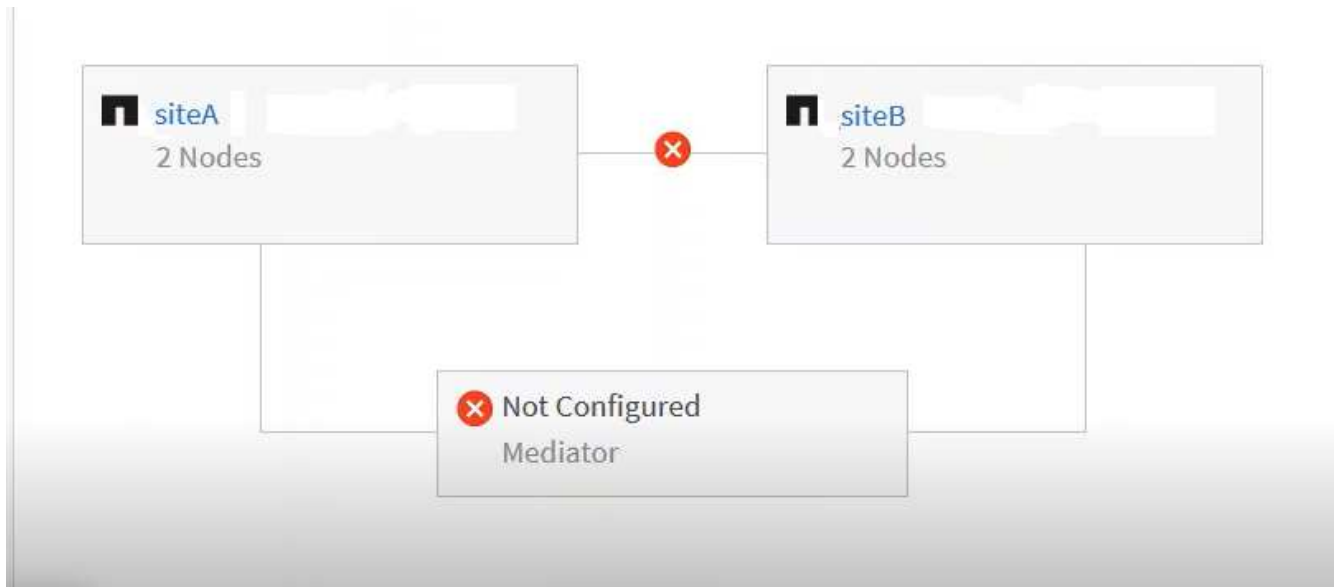 siteA
2 Nodes
siteB
2 Nodes
Not Configured
Mediator